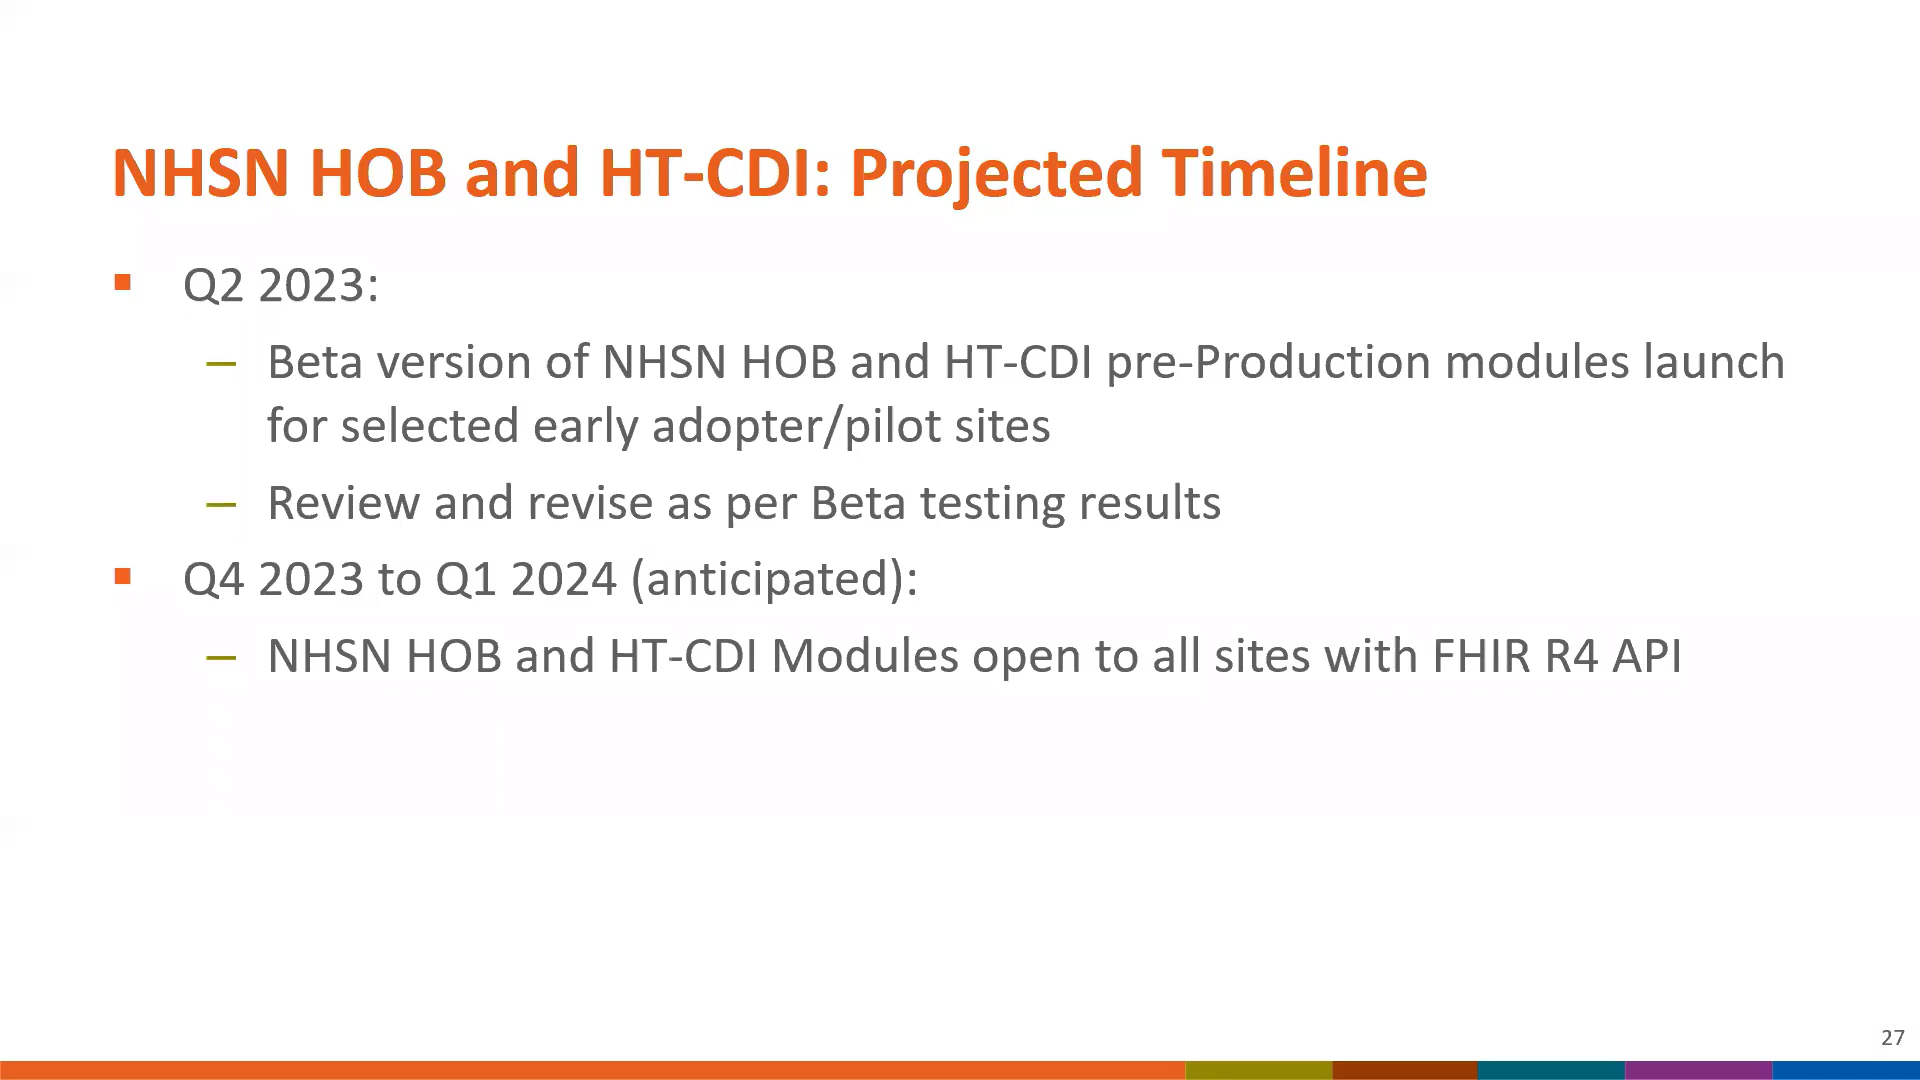 NHSN HOB and HT-CDI: Projected Timeline
▪ Q2 2023:
– Beta version of NHSN HOB and HT-CDI pre-Production modules launch
for selected early adopter/pilot sites
– Review and revise as per Beta testing results
▪ Q4 2023 to Q1 2024 (anticipated):
– NHSN HOB and HT-CDI Modules open to all sites with FHIR R4 API
27